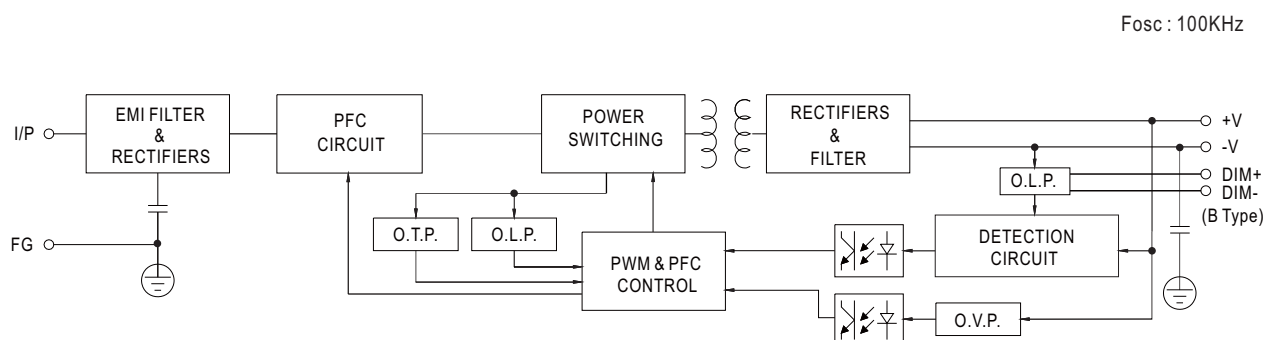 Fosc : 100KHz
I/P
EMI FILTER
&
RECTIFIERS
PFC
CIRCUIT
POWER
SWITCHING
RECTIFIERS
&
FILTER
+V
-V
DIM+
DIM-
(B Type)
O.L.P.
FG
O.T.P.
O.L.P.
PWM & PFC
CONTROL
DETECTION
CIRCUIT
O.V.P.